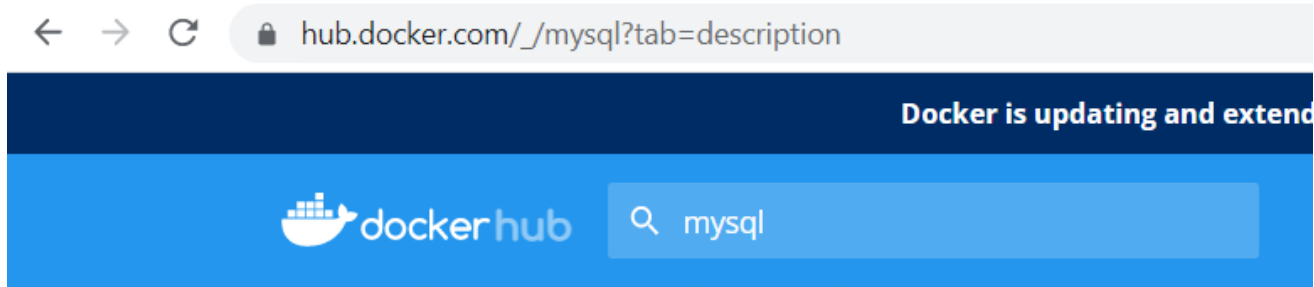 hub.docker.com/_/mysql?tab=description
Docker is updating and extend
dockerhub
mysql